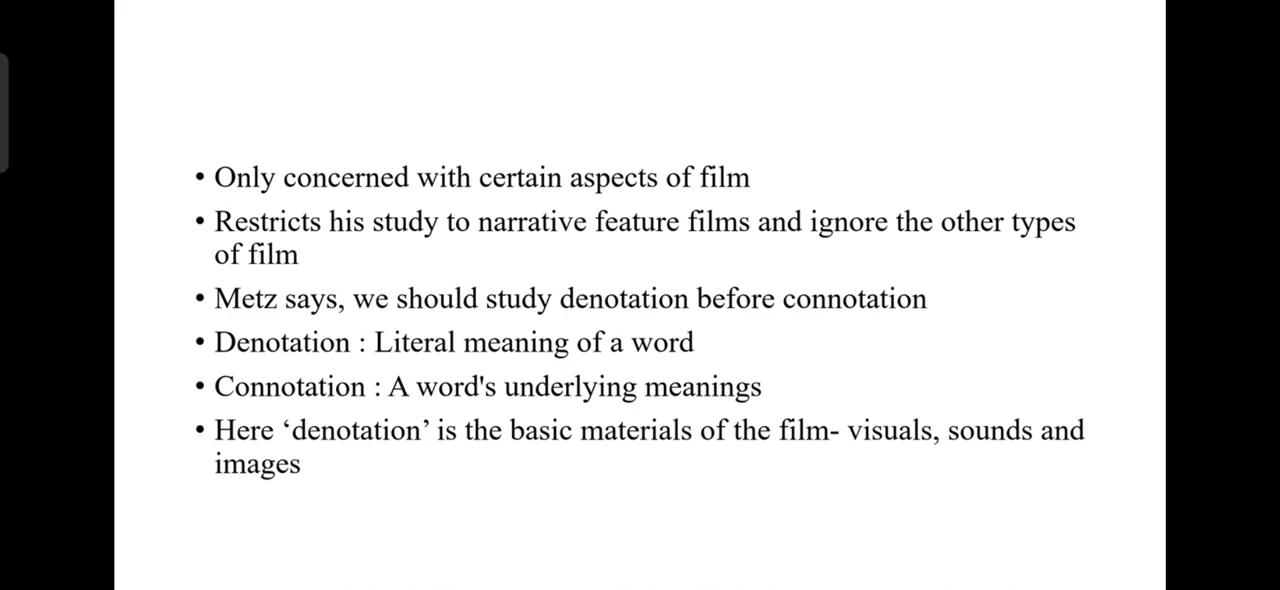 • Only concerned with certain aspects of film
• Restricts his study to narrative feature films and ignore the other types
of film
• Metz says, we should study denotation before connotation
• Denotation : Literal meaning of a word
• Connotation : A word's underlying meanings
• Here ‘denotation’ is the basic materials of the film- visuals, sounds and
images